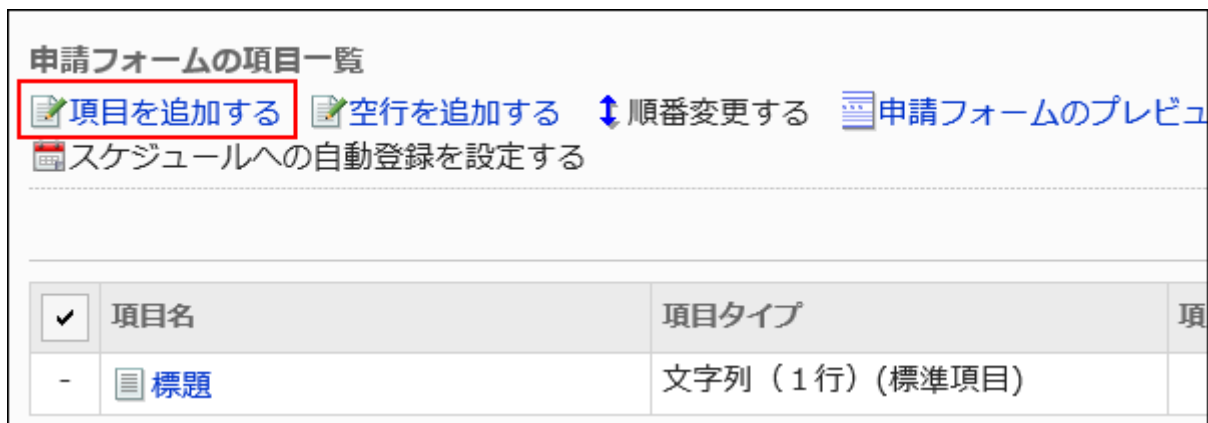 申請フォームの項目一覧
項目を追加する 空行を追加する 順番変更する 申請フォームのプレビュ
スケジュールへの自動登録を設定する
項目名 項目タイプ 項
- 標題 文字列（１行）(標準項目)